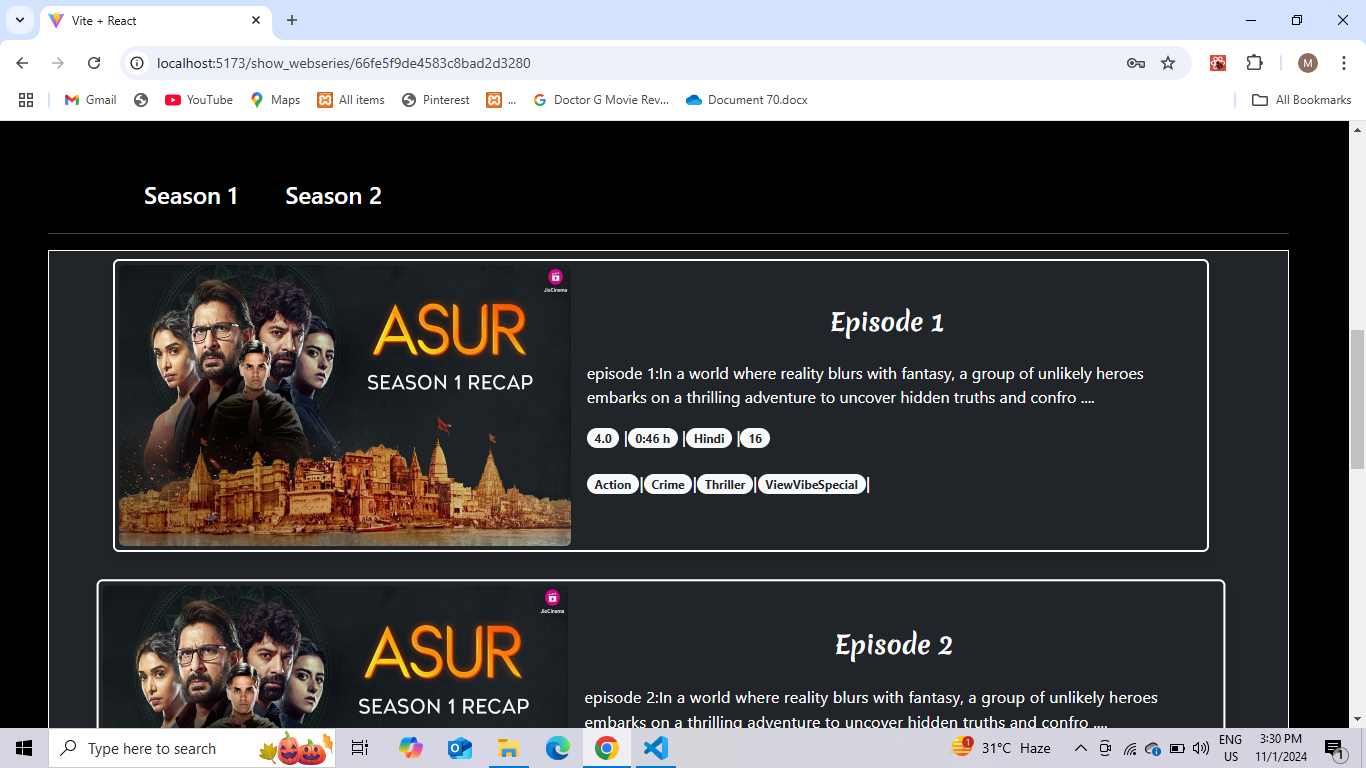 Vite + React
localhost:5173/show_webseries/66fe5f9de4583c8bad2d3280
M
Gmail
YouTube
Maps
All items
Pinterest
...
Doctor G Movie Rev...
Document 70.docx
All Bookmarks
Season 1 Season 2
JioCinema
ASUR
SEASON 1 RECAP
Episode 1
episode 1:In a world where reality blurs with fantasy, a group of unlikely heroes
embarks on a thrilling adventure to uncover hidden truths and confro ....
4.0 |0:46 h |Hindi |16
Action|Crime|Thriller|ViewVibeSpecial|
JioCinema
ASUR
SEASON 1 RECAP
Episode 2
episode 2:In a world where reality blurs with fantasy, a group of unlikely heroes
embarks on a thrilling adventure to uncover hidden truths and confro ....
Type here to search
1
31°C Haze
ENG
US
3:30 PM
11/1/2024
1